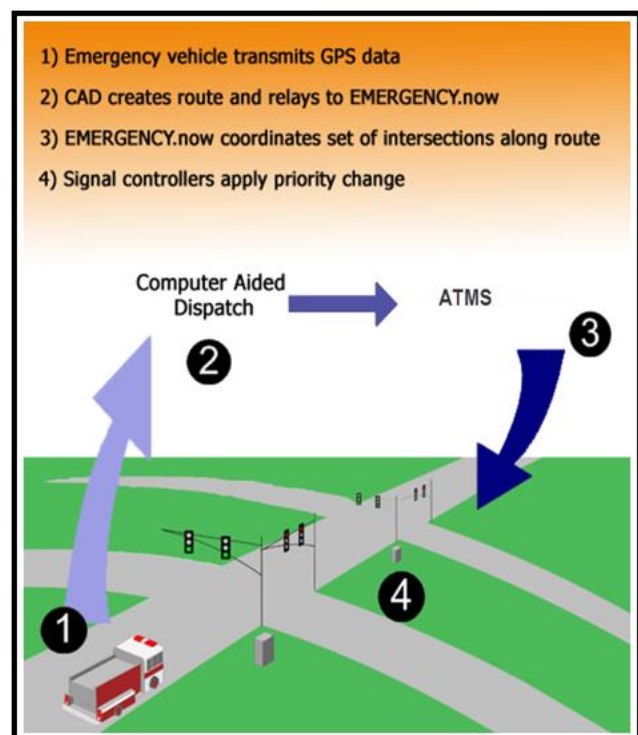 1) Emergency vehicle transmits GPS data
2) CAD creates route and relays to EMERGENCY.now
3) EMERGENCY.now coordinates set of intersections along route
4) Signal controllers apply priority change
Computer Aided
Dispatch
ATMS
2
3
1
4